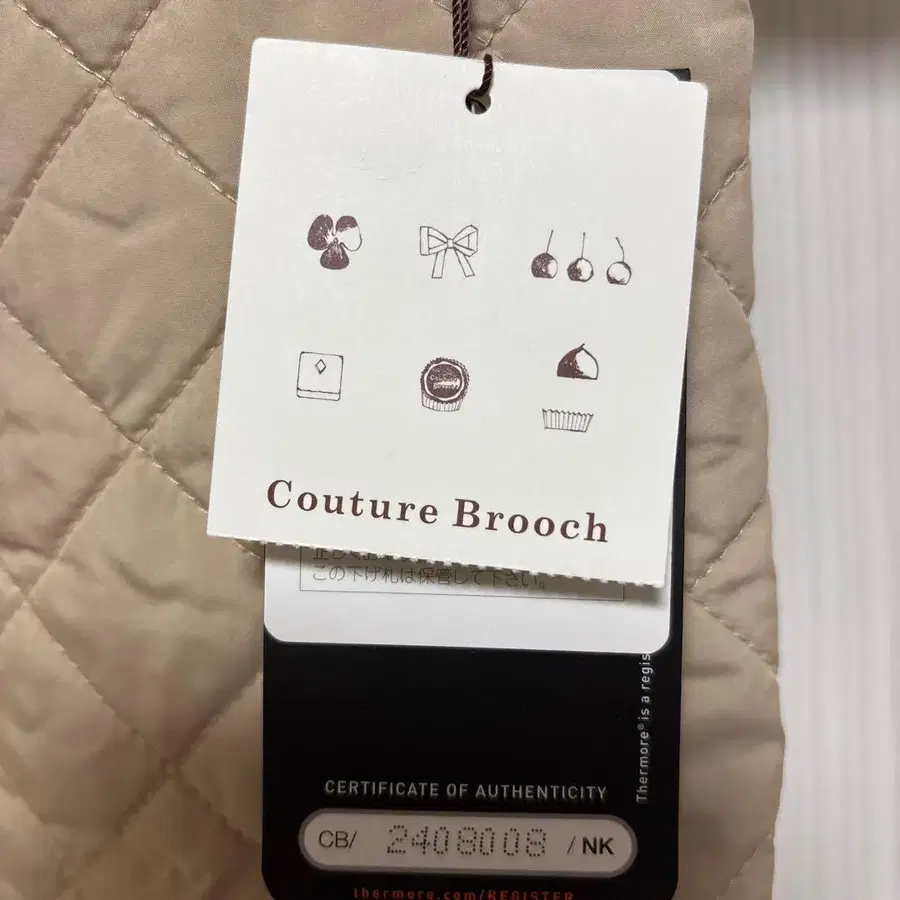 Couture Brooch
この下げ札は保管して下さい。
Thermore® is a regis
CERTIFICATE OF AUTHENTICITY
CB/ 2408008 / NK
thermore.com/REGISTER